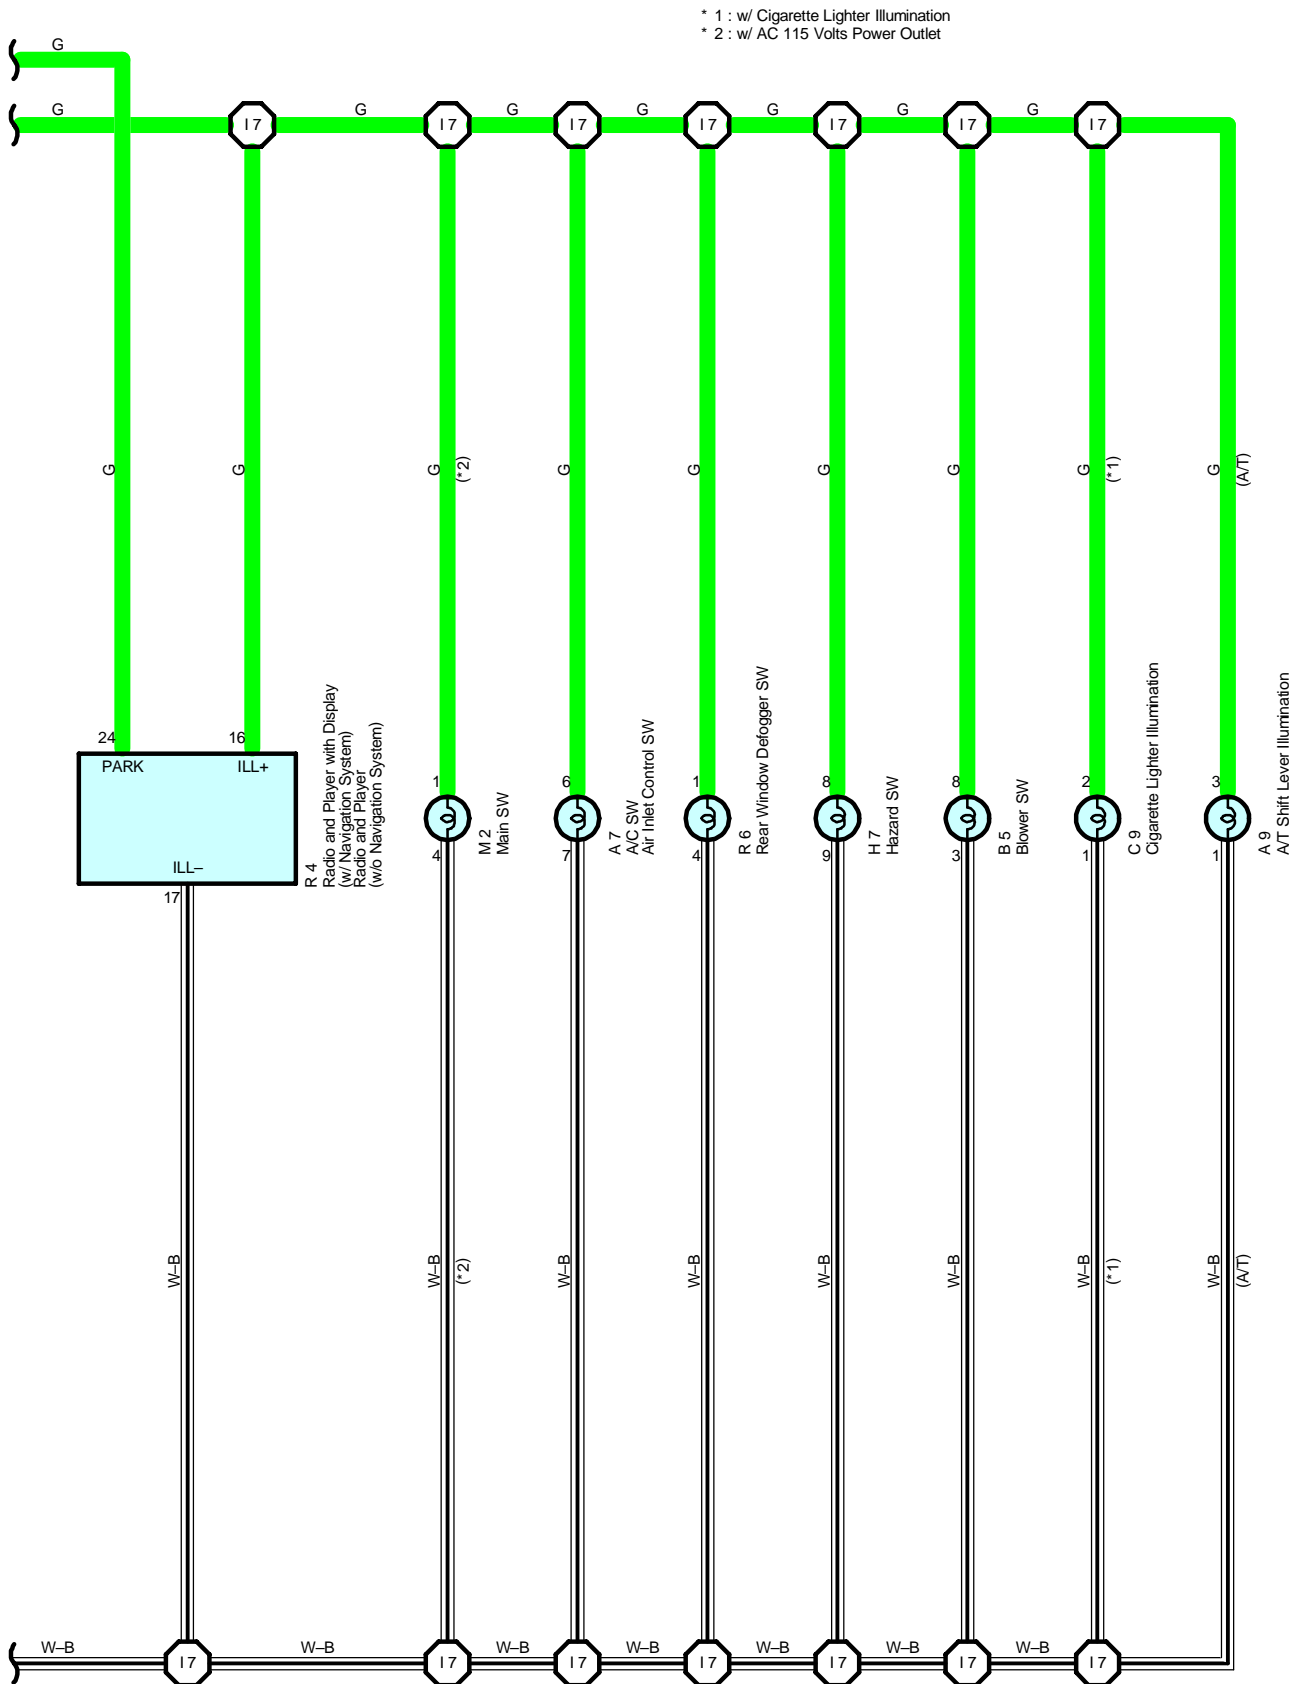 * 1 : w/ Cigarette Lighter Illumination
* 2 : w/ AC 115 Volts Power Outlet
G
G
G
G
G
G
G
G
I 7
I 7
I 7
I 7
I 7
I 7
I 7
G
G
G
(* 2)
G
G
G
G
G
(* 1)
G
(A/T)
24
16
PARK
ILL+
ILL–
17
R 4
Radio and Player with Display
(w/ Navigation System)
Radio and Player
(w/o Navigation System)
1
4
M 2
Main SW
6
7
A 7
A/C SW
Air Inlet Control SW
1
4
R 6
Rear Window Defogger SW
8
9
H 7
Hazard SW
8
3
B 5
Blower SW
2
1
C 9
Cigarette Lighter Illumination
3
1
A 9
A/T Shift Lever Illumination
W–B
W–B
(* 2)
W–B
W–B
W–B
W–B
W–B
(* 1)
W–B
(A/T)
W–B
W–B
W–B
W–B
W–B
W–B
W–B
I 7
I 7
I 7
I 7
I 7
I 7
I 7